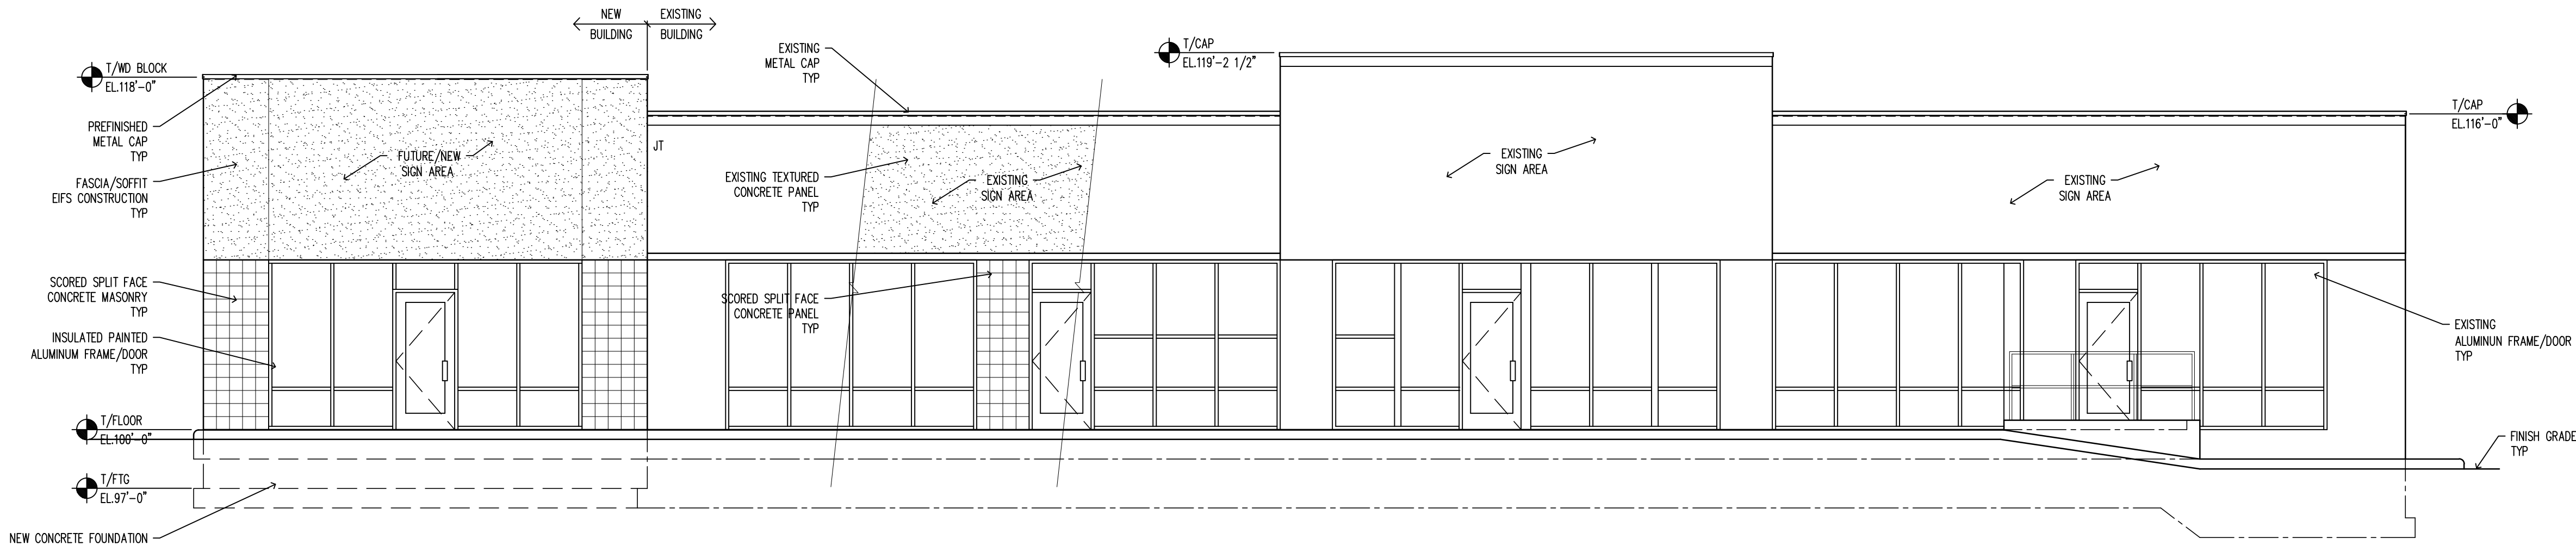 NEW
BUILDING
EXISTING
BUILDING
T/WD BLOCK
EL.118'-0"
PREFINISHED
METAL CAP
TYP
FASCIA/SOFFIT
EIFS CONSTRUCTION
TYP
SCORED SPLIT FACE
CONCRETE MASONRY
TYP
INSULATED PAINTED
ALUMINUM FRAME/DOOR
TYP
T/FLOOR
EL.100'-0"
T/FTG
EL.97'-0"
NEW CONCRETE FOUNDATION
FUTURE/NEW
SIGN AREA
JT
EXISTING
METAL CAP
TYP
EXISTING TEXTURED
CONCRETE PANEL
TYP
EXISTING
SIGN AREA
SCORED SPLIT FACE
CONCRETE PANEL
TYP
T/CAP
EL.119'-2 1/2"
EXISTING
SIGN AREA
EXISTING
SIGN AREA
T/CAP
EL.116'-0"
EXISTING
ALUMINUN FRAME/DOOR
TYP
FINISH GRADE
TYP